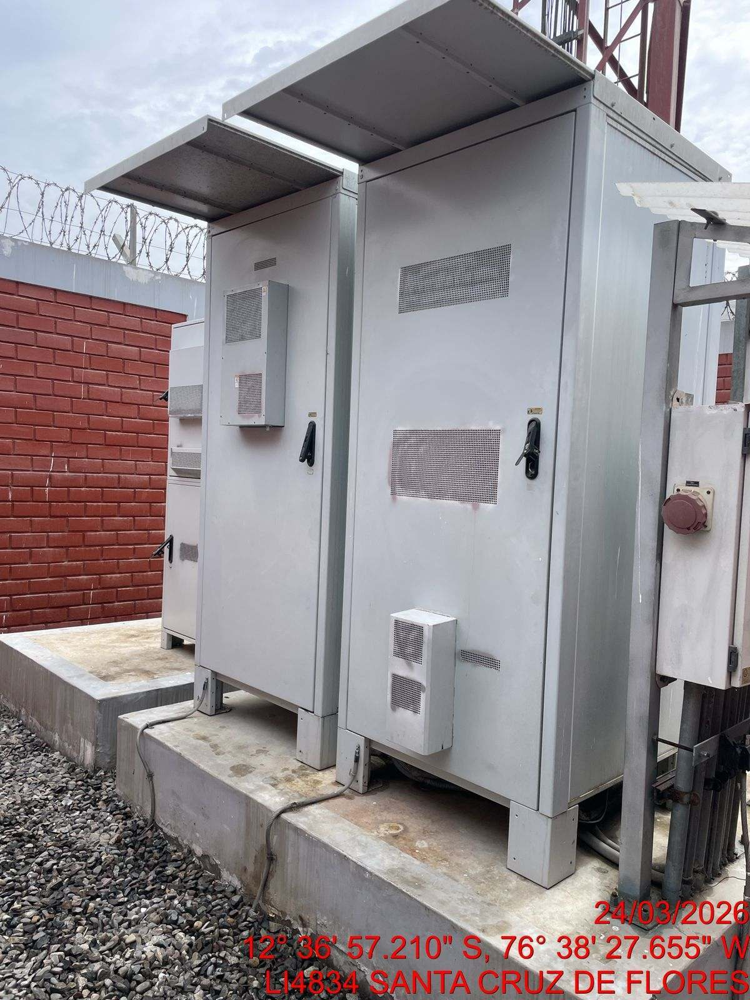 24/03/2026
12° 36' 57.210" S, 76° 38' 27.655" W
LI4834 SANTA CRUZ DE FLORES